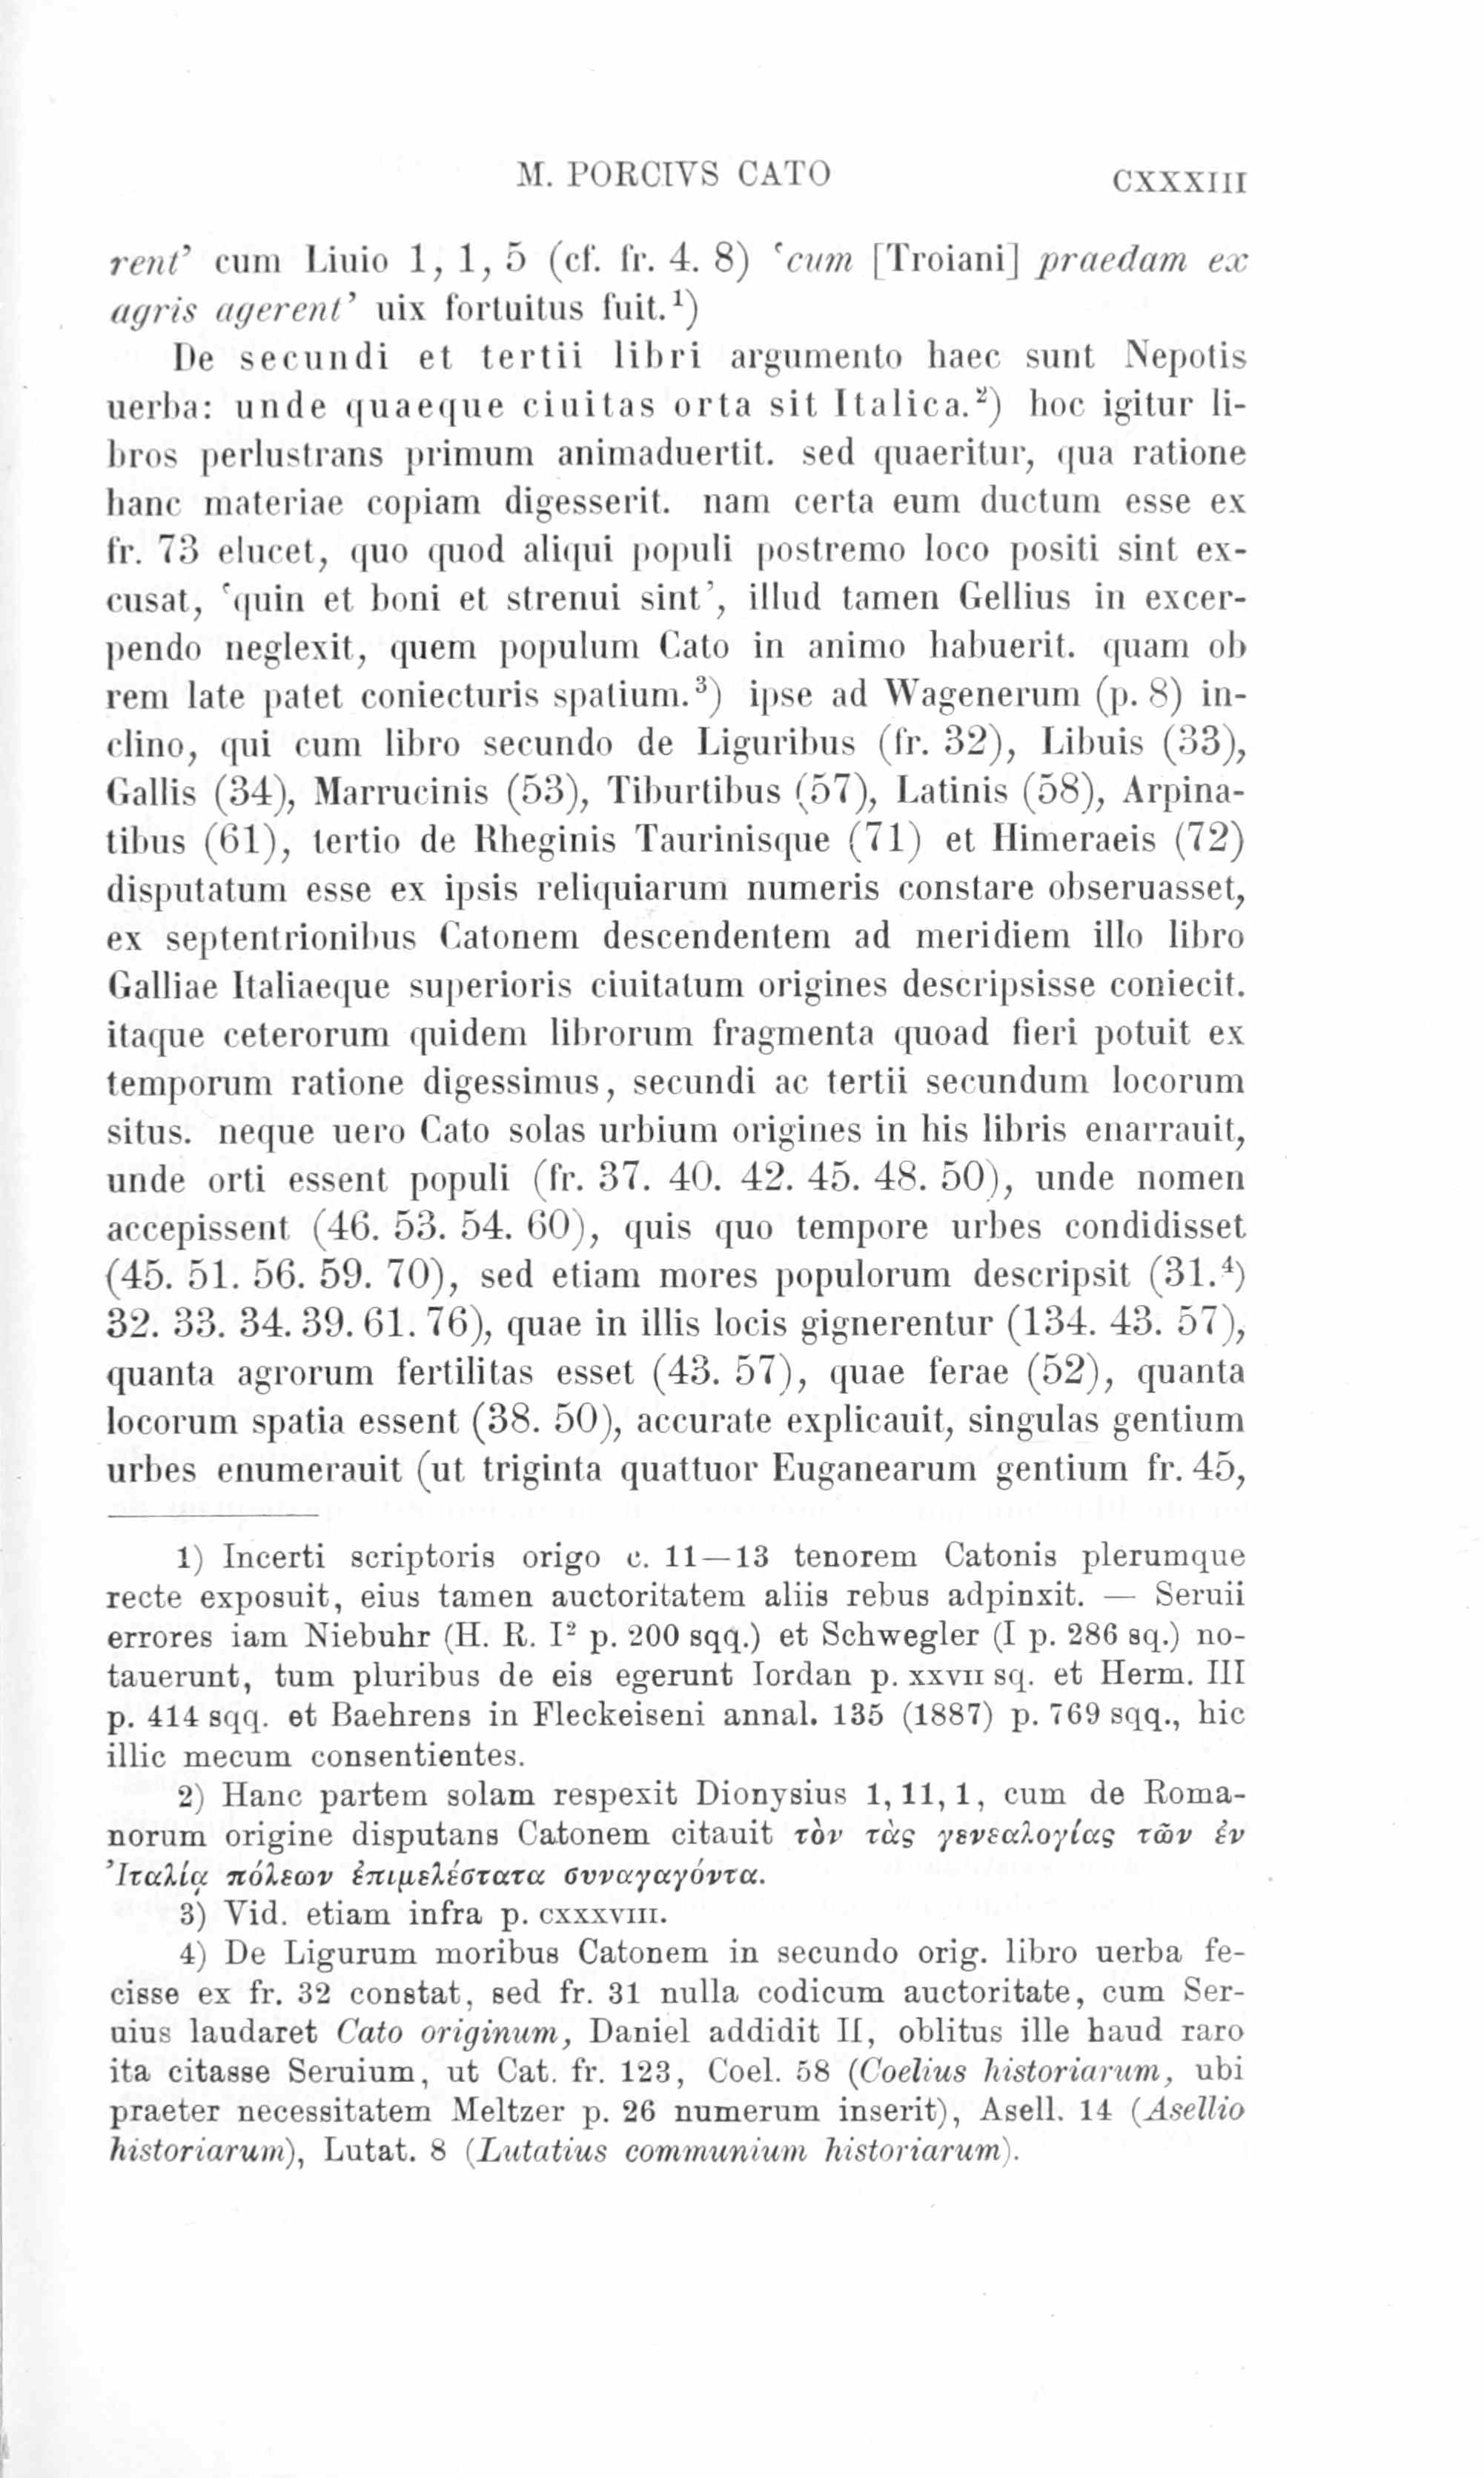 M. PORCIVS CATO CXXXIII
rent’ cum Liuio 1, 1, 5 (cf. fr. 4. 8) ‘cum [Troiani] praedam ex
agris agerent’ uix fortuitus fuit.¹)
De secundi et tertii libri argumento haec sunt Nepotis
uerba: unde quaeque ciuitas orta sit Italica.²) hoc igitur li-
bros perlustrans primum animaduertit. sed quaeritur, qua ratione
hanc materiae copiam digesserit. nam certa eum ductum esse ex
fr. 73 elucet, quo quod aliqui populi postremo loco positi sint ex-
cusat, ‘quin et boni et strenui sint’, illud tamen Gellius in excer-
pendo neglexit, quem populum Cato in animo habuerit. quam ob
rem late patet coniecturis spatium.³) ipse ad Wagenerum (p. 8) in-
clino, qui cum libro secundo de Liguribus (fr. 32), Libuis (33),
Gallis (34), Marrucinis (53), Tiburtibus (57), Latinis (58), Arpina-
tibus (61), tertio de Rheginis Taurinisque (71) et Himeraeis (72)
disputatum esse ex ipsis reliquiarum numeris constare obseruasset,
ex septentrionibus Catonem descendentem ad meridiem illo libro
Galliae Italiaeque superioris ciuitatum origines descripsisse coniecit.
itaque ceterorum quidem librorum fragmenta quoad fieri potuit ex
temporum ratione digessimus, secundi ac tertii secundum locorum
situs. neque uero Cato solas urbium origines in his libris enarrauit,
unde orti essent populi (fr. 37. 40. 42. 45. 48. 50), unde nomen
accepissent (46. 53. 54. 60), quis quo tempore urbes condidisset
(45. 51. 56. 59. 70), sed etiam mores populorum descripsit (31.⁴)
32. 33. 34. 39. 61. 76), quae in illis locis gignerentur (134. 43. 57),
quanta agrorum fertilitas esset (43. 57), quae ferae (52), quanta
locorum spatia essent (38. 50), accurate explicauit, singulas gentium
urbes enumerauit (ut triginta quattuor Euganearum gentium fr. 45,
1) Incerti scriptoris origo c. 11—13 tenorem Catonis plerumque
recte exposuit, eius tamen auctoritatem aliis rebus adpinxit. — Seruii
errores iam Niebuhr (H. R. I² p. 200 sqq.) et Schwegler (I p. 286 sq.) no-
tauerunt, tum pluribus de eis egerunt Iordan p. XXVII sq. et Herm. III
p. 414 sqq. et Baehrens in Fleckeiseni annal. 135 (1887) p. 769 sqq., hic
illic mecum consentientes.
2) Hanc partem solam respexit Dionysius 1, 11, 1, cum de Roma-
norum origine disputans Catonem citauit τὸν τὰς γενεαλογίας τῶν ἐν
Ἰταλίᾳ πόλεων ἐπιμελέστατα συναγαγόντα.
3) Vid. etiam infra p. CXXXVIII.
4) De Ligurum moribus Catonem in secundo orig. libro uerba fe-
cisse ex fr. 32 constat, sed fr. 31 nulla codicum auctoritate, cum Ser-
uius laudaret Cato originum, Daniel addidit II, oblitus ille haud raro
ita citasse Seruium, ut Cat. fr. 123, Coel. 58 (Coelius historiarum, ubi
praeter necessitatem Meltzer p. 26 numerum inserit), Asell. 14 (Asellio
historiarum), Lutat. 8 (Lutatius communium historiarum).